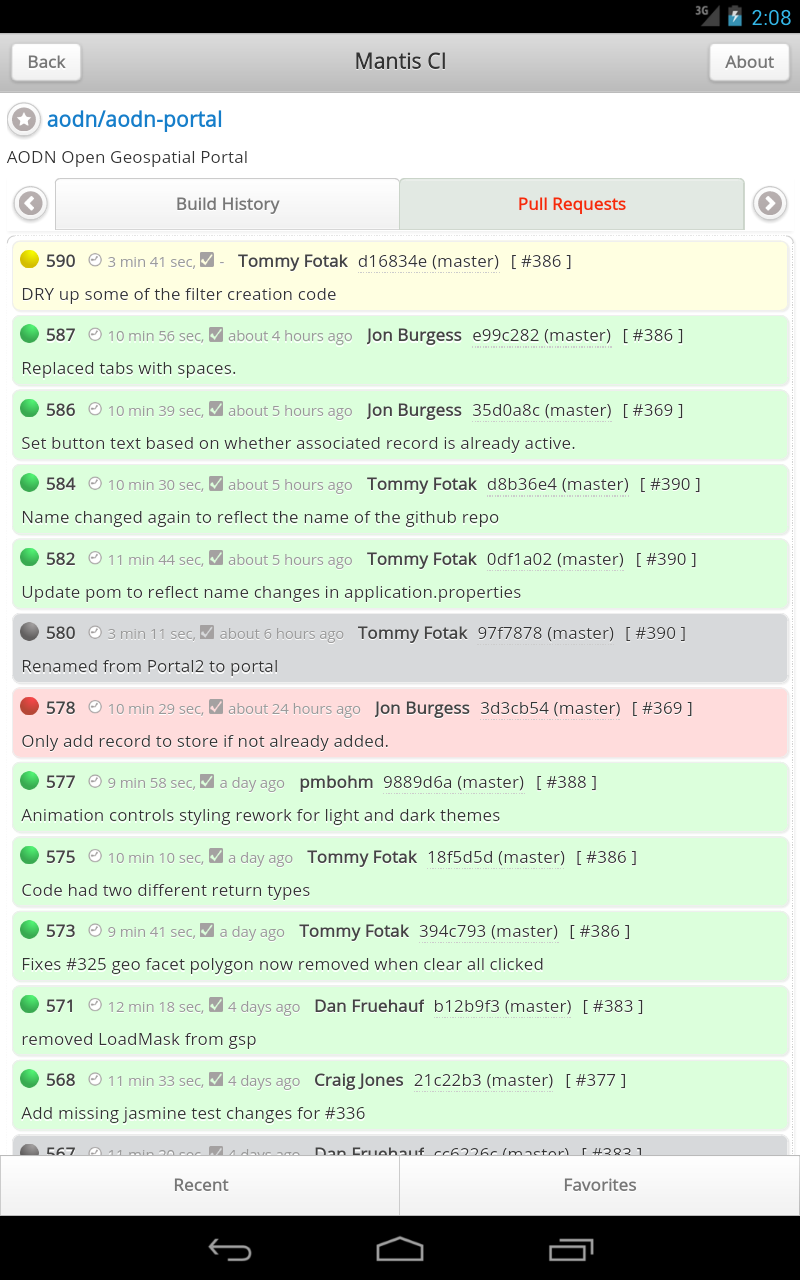 3G 2:08
Back Mantis CI About
aodn/aodn-portal
AODN Open Geospatial Portal
Build History Pull Requests
590 3 min 41 sec, - Tommy Fotak d16834e (master) [ #386 ]
DRY up some of the filter creation code
587 10 min 56 sec, about 4 hours ago Jon Burgess e99c282 (master) [ #386 ]
Replaced tabs with spaces.
586 10 min 39 sec, about 5 hours ago Jon Burgess 35d0a8c (master) [ #369 ]
Set button text based on whether associated record is already active.
584 10 min 30 sec, about 5 hours ago Tommy Fotak d8b36e4 (master) [ #390 ]
Name changed again to reflect the name of the github repo
582 11 min 44 sec, about 5 hours ago Tommy Fotak 0df1a02 (master) [ #390 ]
Update pom to reflect name changes in application.properties
580 3 min 11 sec, about 6 hours ago Tommy Fotak 97f7878 (master) [ #390 ]
Renamed from Portal2 to portal
578 10 min 29 sec, about 24 hours ago Jon Burgess 3d3cb54 (master) [ #369 ]
Only add record to store if not already added.
577 9 min 58 sec, a day ago pmbohm 9889d6a (master) [ #388 ]
Animation controls styling rework for light and dark themes
575 10 min 10 sec, a day ago Tommy Fotak 18f5d5d (master) [ #386 ]
Code had two different return types
573 9 min 41 sec, a day ago Tommy Fotak 394c793 (master) [ #386 ]
Fixes #325 geo facet polygon now removed when clear all clicked
571 12 min 18 sec, 4 days ago Dan Fruehauf b12b9f3 (master) [ #383 ]
removed LoadMask from gsp
568 11 min 33 sec, 4 days ago Craig Jones 21c22b3 (master) [ #377 ]
Add missing jasmine test changes for #336
567 4 days ago Dan Fruehauf cc6226c (master) [ #383 ]
Recent Favorites